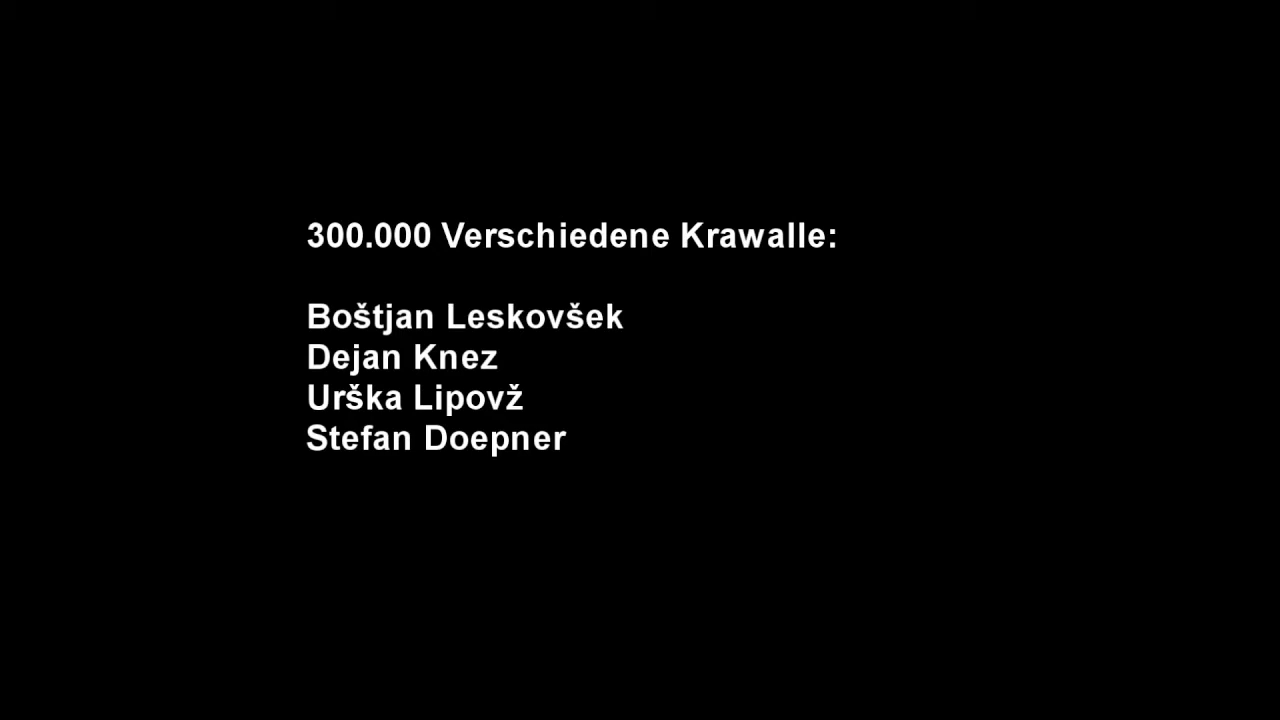 300.000 Verschiedene Krawalle:
Boštjan Leskovšek
Dejan Knez
Urška Lipovž
Stefan Doepner